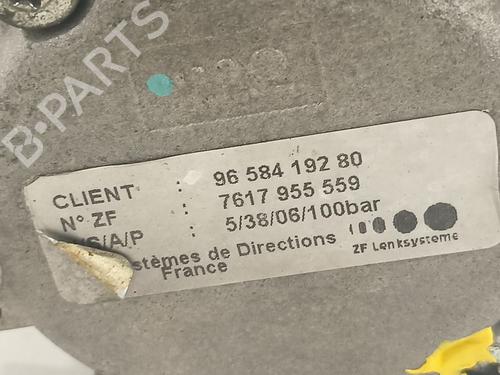 B-PARTS
CLIENT : 96 584 192 80
N° ZF : 7617 955 559
/A/P : 5/38/06/100bar
stèmes de Directions
France
ZF Lenksysteme